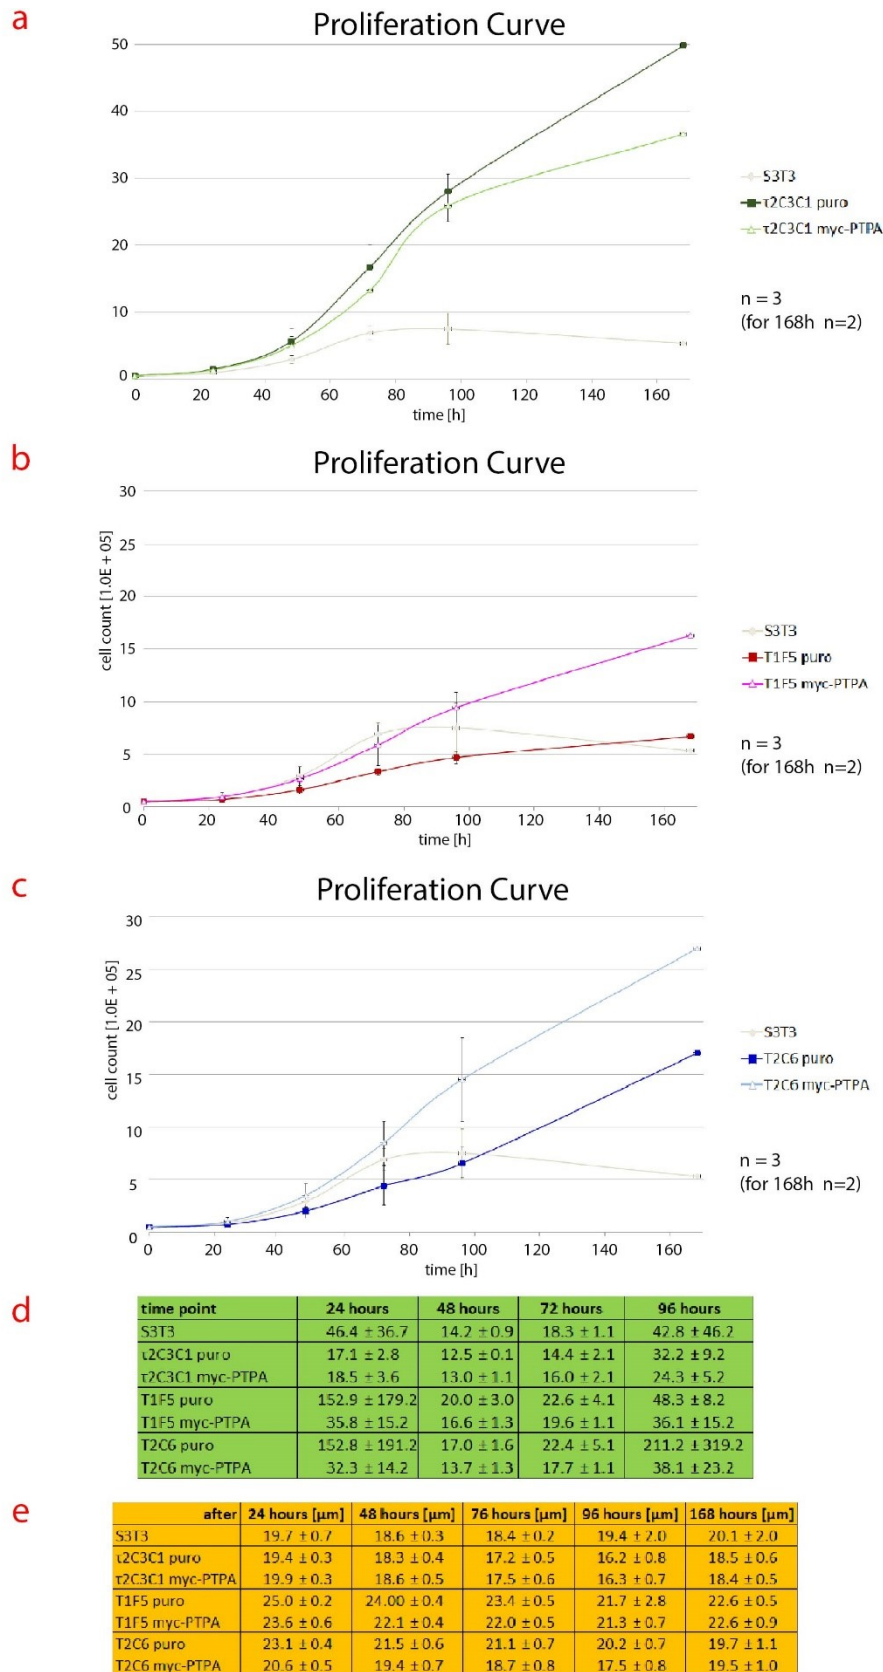 a
Proliferation Curve
50
40
30
20
10
0
0 20 40 60 80 100 120 140 160
time [h]
S3T3
τ2C3C1 puro
τ2C3C1 myc-PTPA
n = 3
(for 168h n=2)
b
Proliferation Curve
cell count [1.0E + 05]
30
25
20
15
10
5
0
0 20 40 60 80 100 120 140 160
time [h]
S3T3
T1F5 puro
T1F5 myc-PTPA
n = 3
(for 168h n=2)
c
Proliferation Curve
cell count [1.0E + 05]
30
25
20
15
10
5
0
0 20 40 60 80 100 120 140 160
time [h]
S3T3
T2C6 puro
T2C6 myc-PTPA
n = 3
(for 168h n=2)
d
time point 24 hours 48 hours 72 hours 96 hours
S3T3 46.4 ± 36.7 14.2 ± 0.9 18.3 ± 1.1 42.8 ± 46.2
τ2C3C1 puro 17.1 ± 2.8 12.5 ± 0.1 14.4 ± 2.1 32.2 ± 9.2
τ2C3C1 myc-PTPA 18.5 ± 3.6 13.0 ± 1.1 16.0 ± 2.1 24.3 ± 5.2
T1F5 puro 152.9 ± 179.2 20.0 ± 3.0 22.6 ± 4.1 48.3 ± 8.2
T1F5 myc-PTPA 35.8 ± 15.2 16.6 ± 1.3 19.6 ± 1.1 36.1 ± 15.2
T2C6 puro 152.8 ± 191.2 17.0 ± 1.6 22.4 ± 5.1 211.2 ± 319.2
T2C6 myc-PTPA 32.3 ± 14.2 13.7 ± 1.3 17.7 ± 1.1 38.1 ± 23.2
e
after 24 hours [µm] 48 hours [µm] 76 hours [µm] 96 hours [µm] 168 hours [µm]
S3T3 19.7 ± 0.7 18.6 ± 0.3 18.4 ± 0.2 19.4 ± 2.0 20.1 ± 2.0
τ2C3C1 puro 19.4 ± 0.3 18.3 ± 0.4 17.2 ± 0.5 16.2 ± 0.8 18.5 ± 0.6
τ2C3C1 myc-PTPA 19.9 ± 0.3 18.6 ± 0.5 17.5 ± 0.6 16.3 ± 0.7 18.4 ± 0.5
T1F5 puro 25.0 ± 0.2 24.00 ± 0.4 23.4 ± 0.5 21.7 ± 2.8 22.6 ± 0.5
T1F5 myc-PTPA 23.6 ± 0.6 22.1 ± 0.4 22.0 ± 0.5 21.3 ± 0.7 22.6 ± 0.9
T2C6 puro 23.1 ± 0.4 21.5 ± 0.6 21.1 ± 0.7 20.2 ± 0.7 19.7 ± 1.1
T2C6 myc-PTPA 20.6 ± 0.5 19.4 ± 0.7 18.7 ± 0.8 17.5 ± 0.8 19.5 ± 1.0